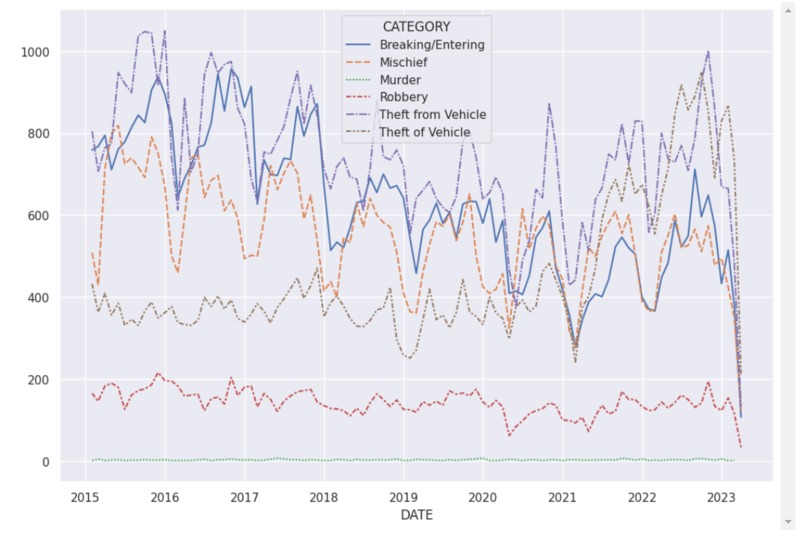 CATEGORY
Breaking/Entering
Mischief
Murder
Robbery
Theft from Vehicle
Theft of Vehicle
1000
800
600
400
200
0
2015 2016 2017 2018 2019 2020 2021 2022 2023
DATE